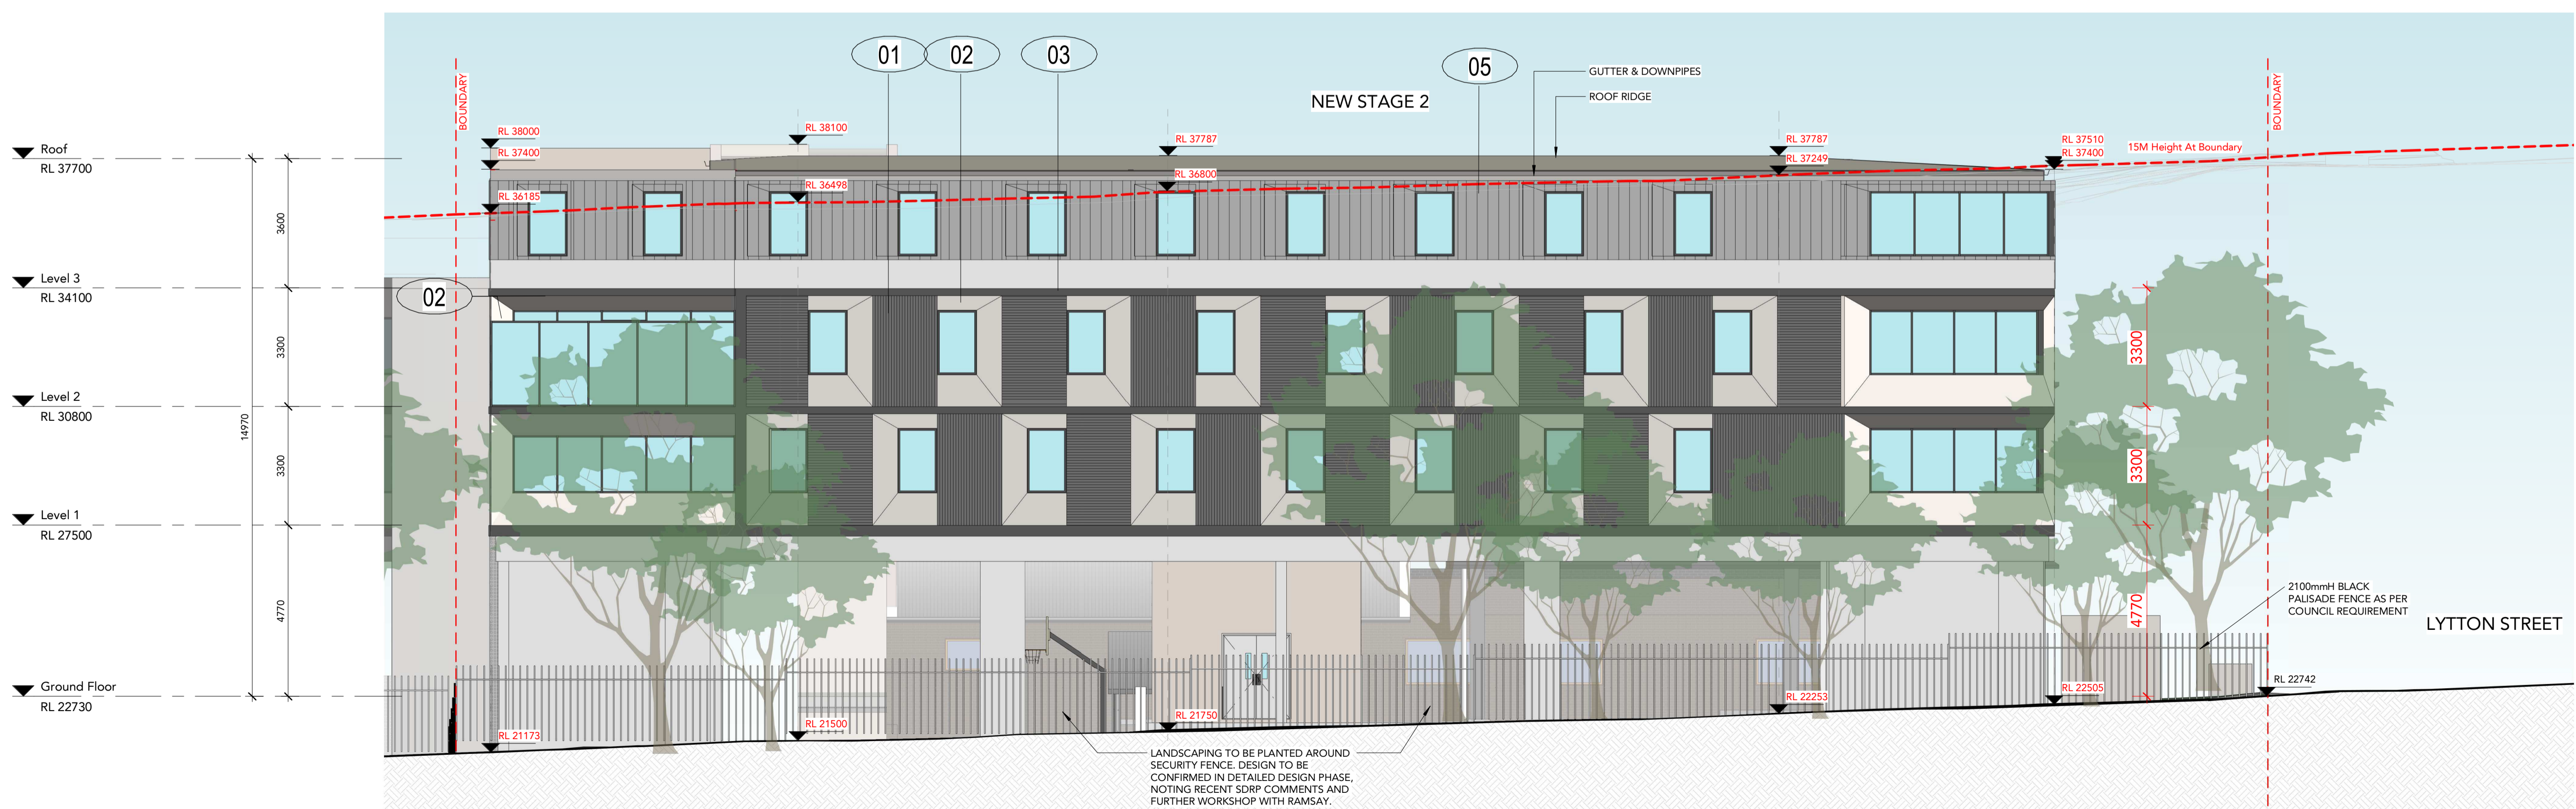 01
02
03
05
GUTTER & DOWNPIPES
ROOF RIDGE
NEW STAGE 2
BOUNDARY
BOUNDARY
RL 38000
RL 38100
RL 37787
RL 37787
RL 37510
RL 37400
RL 37400
RL 37249
15M Height At Boundary
Roof
RL 37700
RL 36185
RL 36498
RL 36800
3600
Level 3
RL 34100
02
3300
3300
Level 2
RL 30800
14970
3300
3300
Level 1
RL 27500
4770
4770
2100mmH BLACK
PALISADE FENCE AS PER
COUNCIL REQUIREMENT
LYTTON STREET
Ground Floor
RL 22730
RL 21173
RL 21500
RL 21750
RL 22253
RL 22505
RL 22742
LANDSCAPING TO BE PLANTED AROUND
SECURITY FENCE. DESIGN TO BE
CONFIRMED IN DETAILED DESIGN PHASE,
NOTING RECENT SDRP COMMENTS AND
FURTHER WORKSHOP WITH RAMSAY.